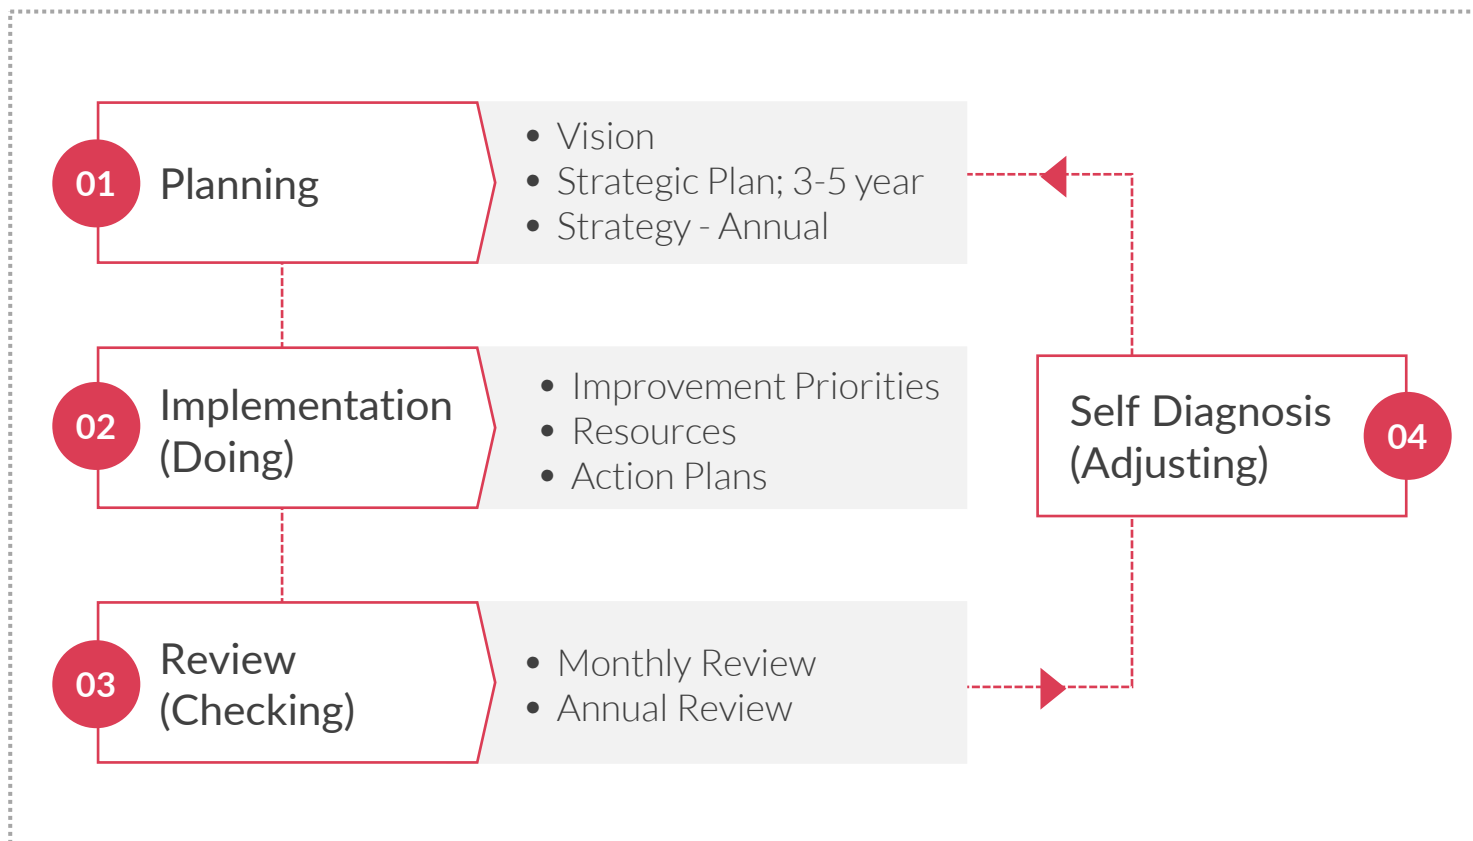 01
Planning
• Vision
• Strategic Plan; 3-5 year
• Strategy - Annual
02
Implementation
(Doing)
• Improvement Priorities
• Resources
• Action Plans
03
Review
(Checking)
• Monthly Review
• Annual Review
Self Diagnosis
(Adjusting)
04